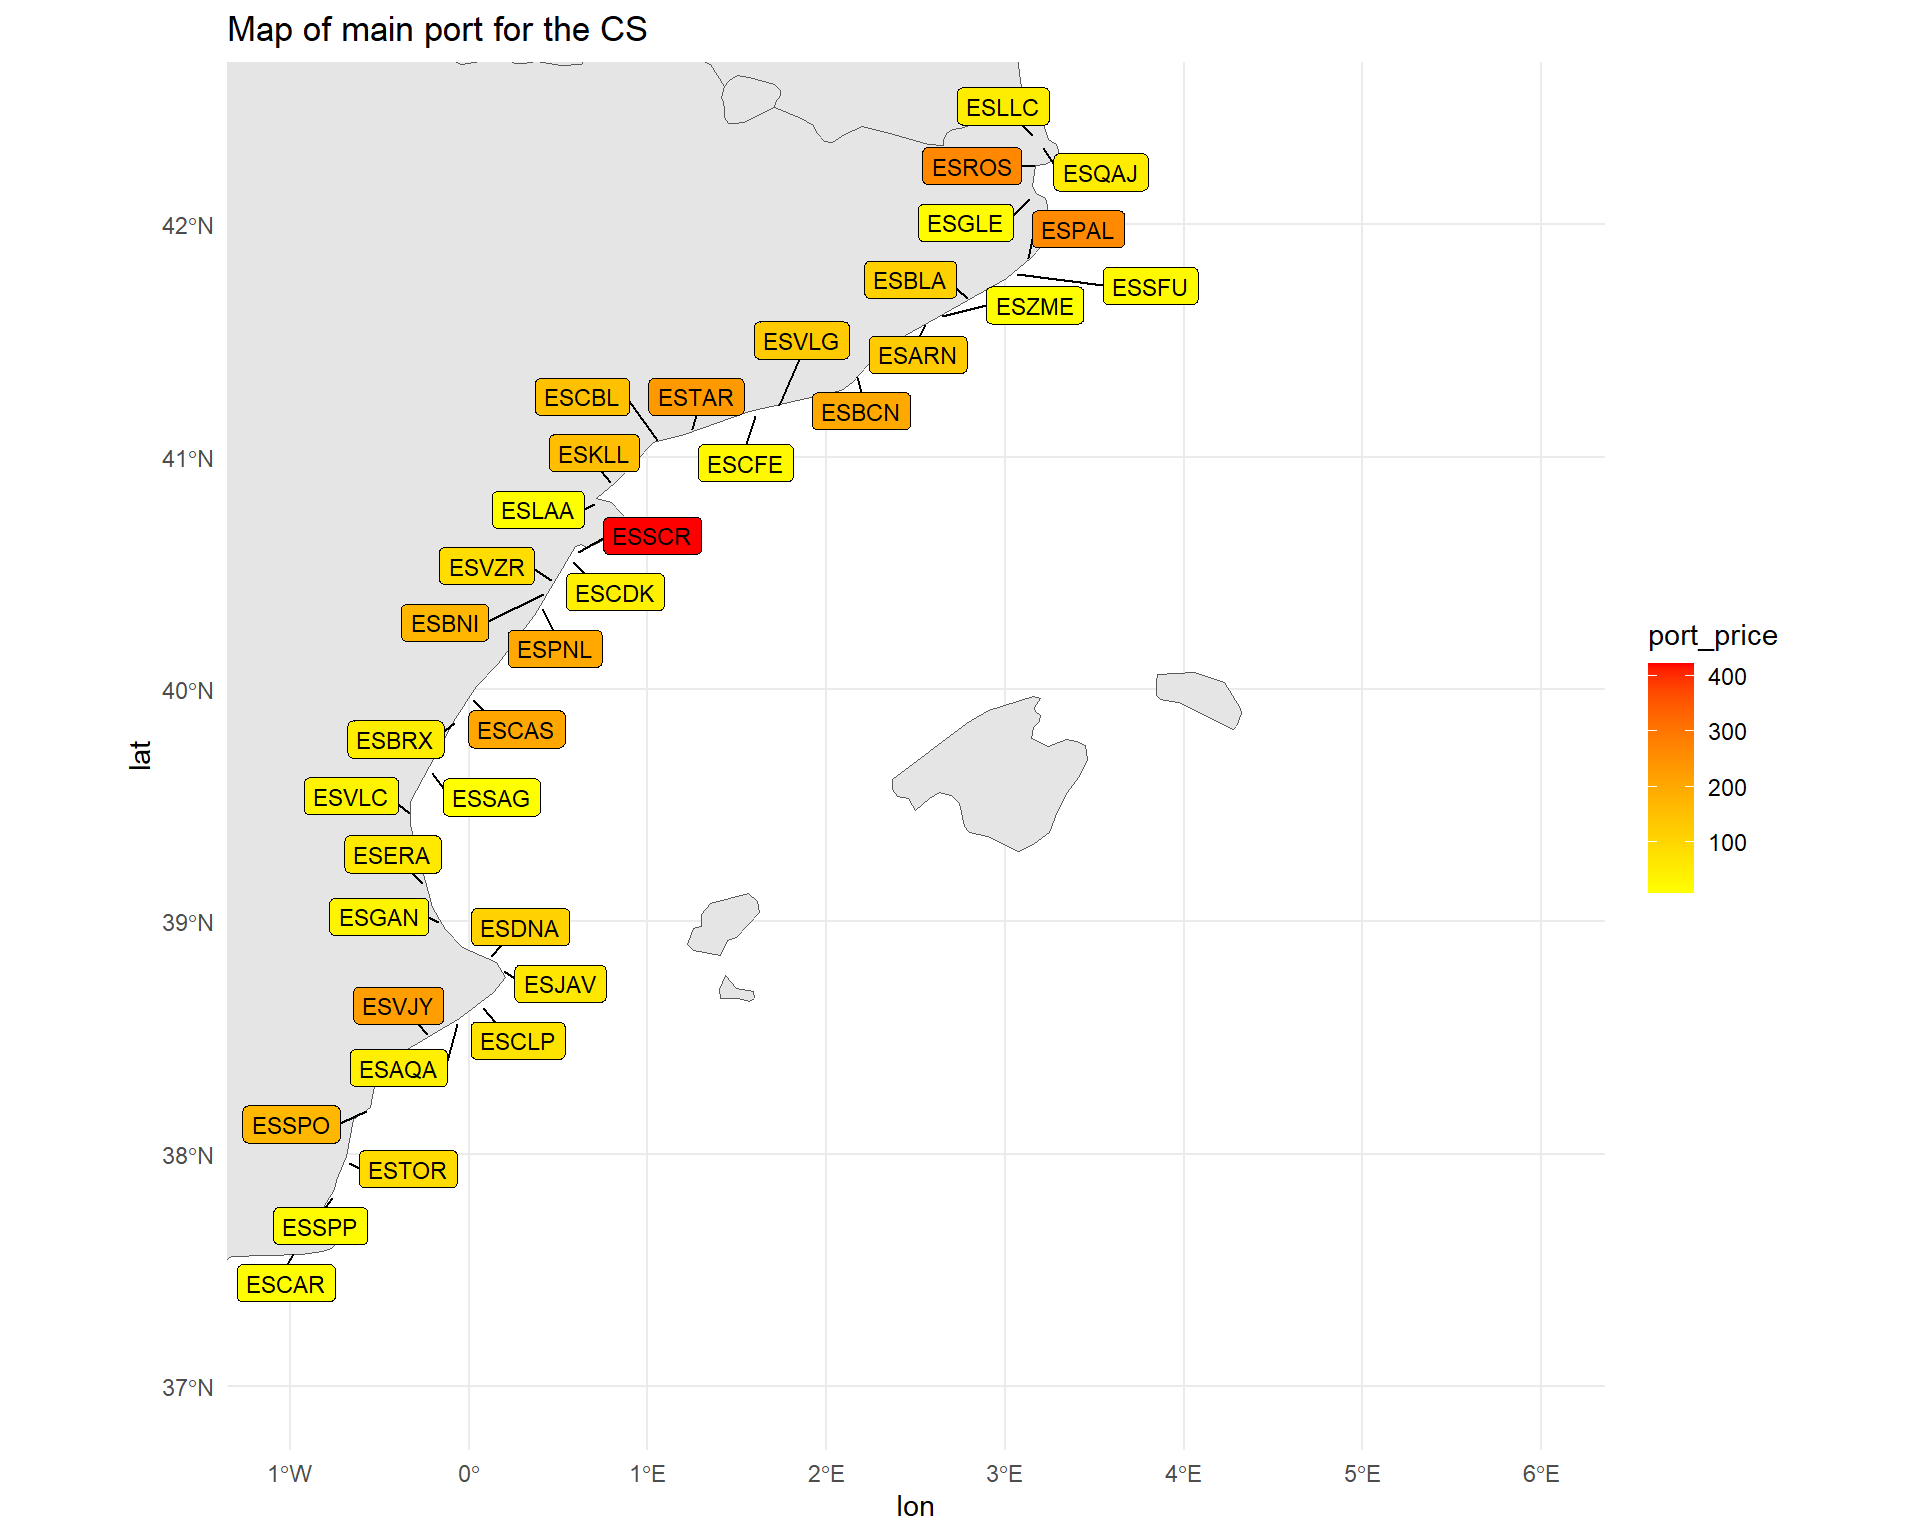 Map of main port for the CS
ESLLC
ESROS
ESQAJ
ESGLE
ESPAL
ESBLA
ESSFU
ESZME
ESVLG
ESARN
ESCBL
ESTAR
ESBCN
ESKLL
ESCFE
ESLAA
ESSCR
ESVZR
ESCDK
ESBNI
ESPNL
ESCAS
ESBRX
ESVLC
ESSAG
ESERA
ESGAN
ESDNA
ESJAV
ESVJY
ESCLP
ESAQA
ESSPO
ESTOR
ESSPP
ESCAR
42°N
41°N
40°N
39°N
38°N
37°N
lat
1°W
0°
1°E
2°E
3°E
4°E
5°E
6°E
lon
port_price
400
300
200
100